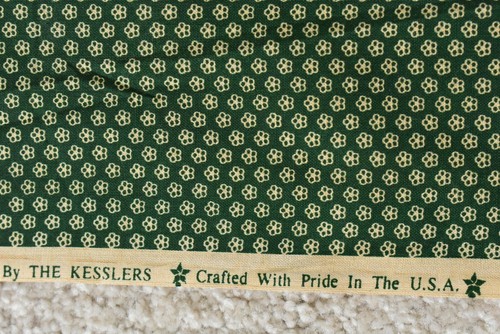 By THE KESSLERS Crafted With Pride In The U.S.A.